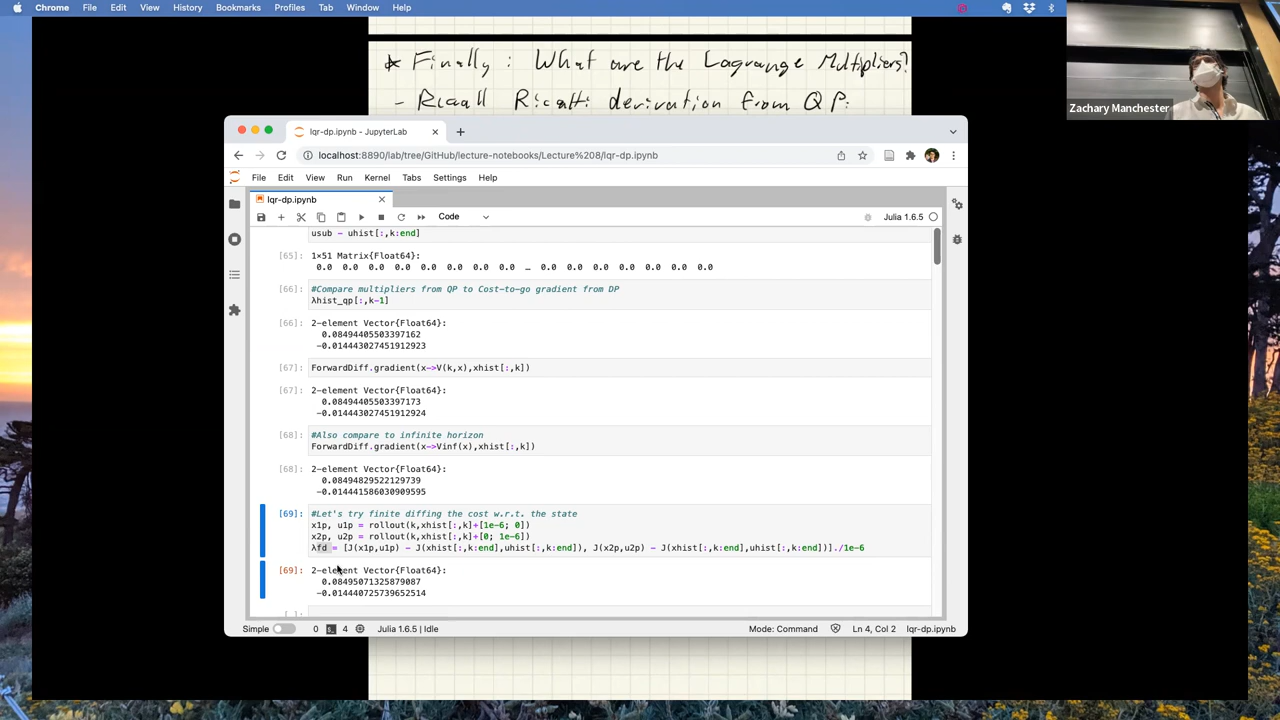 Chrome File Edit View History Bookmarks Profiles Tab Window Help
* Finally : What are the Lagrange Multipliers?
- Recall Ricatti derivation from QP:
Zachary Manchester
lqr-dp.ipynb - JupyterLab
localhost:8890/lab/tree/GitHub/lecture-notebooks/Lecture%208/lqr-dp.ipynb
File Edit View Run Kernel Tabs Settings Help
lqr-dp.ipynb
Code Julia 1.6.5
usub = uhist[:,k:end]
[65]: 1×51 Matrix{Float64}:
0.0 0.0 0.0 0.0 0.0 0.0 0.0 0.0 … 0.0 0.0 0.0 0.0 0.0 0.0 0.0
[66]: #Compare multipliers from QP to Cost-to-go gradient from DP
λhist_qp[:,k-1]
[66]: 2-element Vector{Float64}:
0.08494405503397162
-0.014443027451912923
[67]: ForwardDiff.gradient(x->V(k,x),xhist[:,k])
[67]: 2-element Vector{Float64}:
0.08494405503397173
-0.014443027451912924
[68]: #Also compare to infinite horizon
ForwardDiff.gradient(x->Vinf(x),xhist[:,k])
[68]: 2-element Vector{Float64}:
0.08494829522129739
-0.014441586030909595
[69]: #Let's try finite diffing the cost w.r.t. the state
x1p, u1p = rollout(k,xhist[:,k]+[1e-6; 0])
x2p, u2p = rollout(k,xhist[:,k]+[0; 1e-6])
λfd = [J(x1p,u1p) - J(xhist[:,k:end],uhist[:,k:end]), J(x2p,u2p) - J(xhist[:,k:end],uhist[:,k:end])]./1e-6
[69]: 2-element Vector{Float64}:
0.08495071325879087
-0.014440725739652514
[ ]:
Simple 0 4 Julia 1.6.5 | Idle Mode: Command Ln 4, Col 2 lqr-dp.ipynb